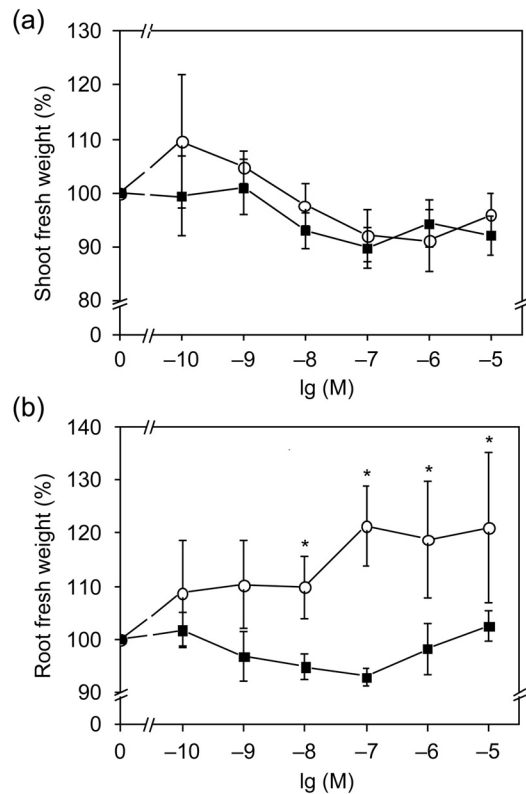 (a)
130
120
110
100
90
80
0
Shoot fresh weight (%)
0 –10 –9 –8 –7 –6 –5
lg (M)
(b)
140
130
120
110
100
90
0
Root fresh weight (%)
* * * *
0 –10 –9 –8 –7 –6 –5
lg (M)